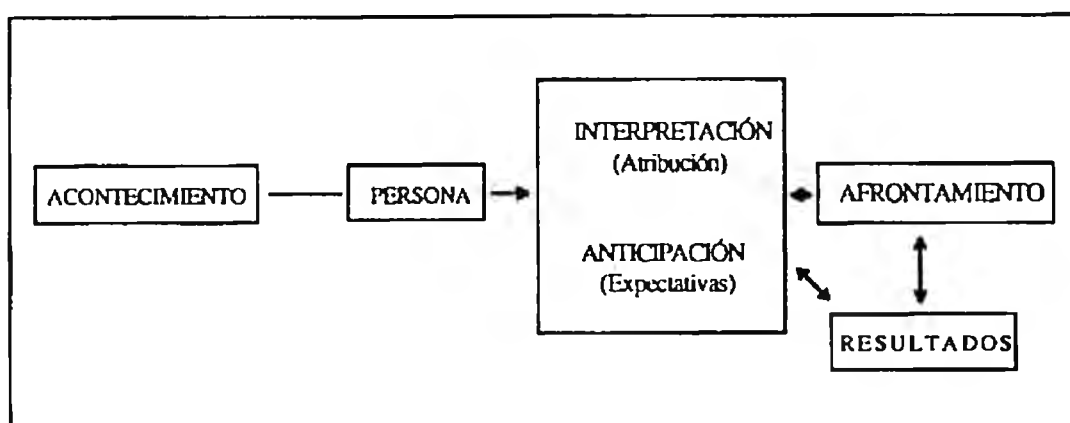 ACONTECIMIENTO
PERSONA
INTERPRETACIÓN
(Atribución)
ANTICIPACIÓN
(Expectativas)
AFRONTAMIENTO
RESULTADOS